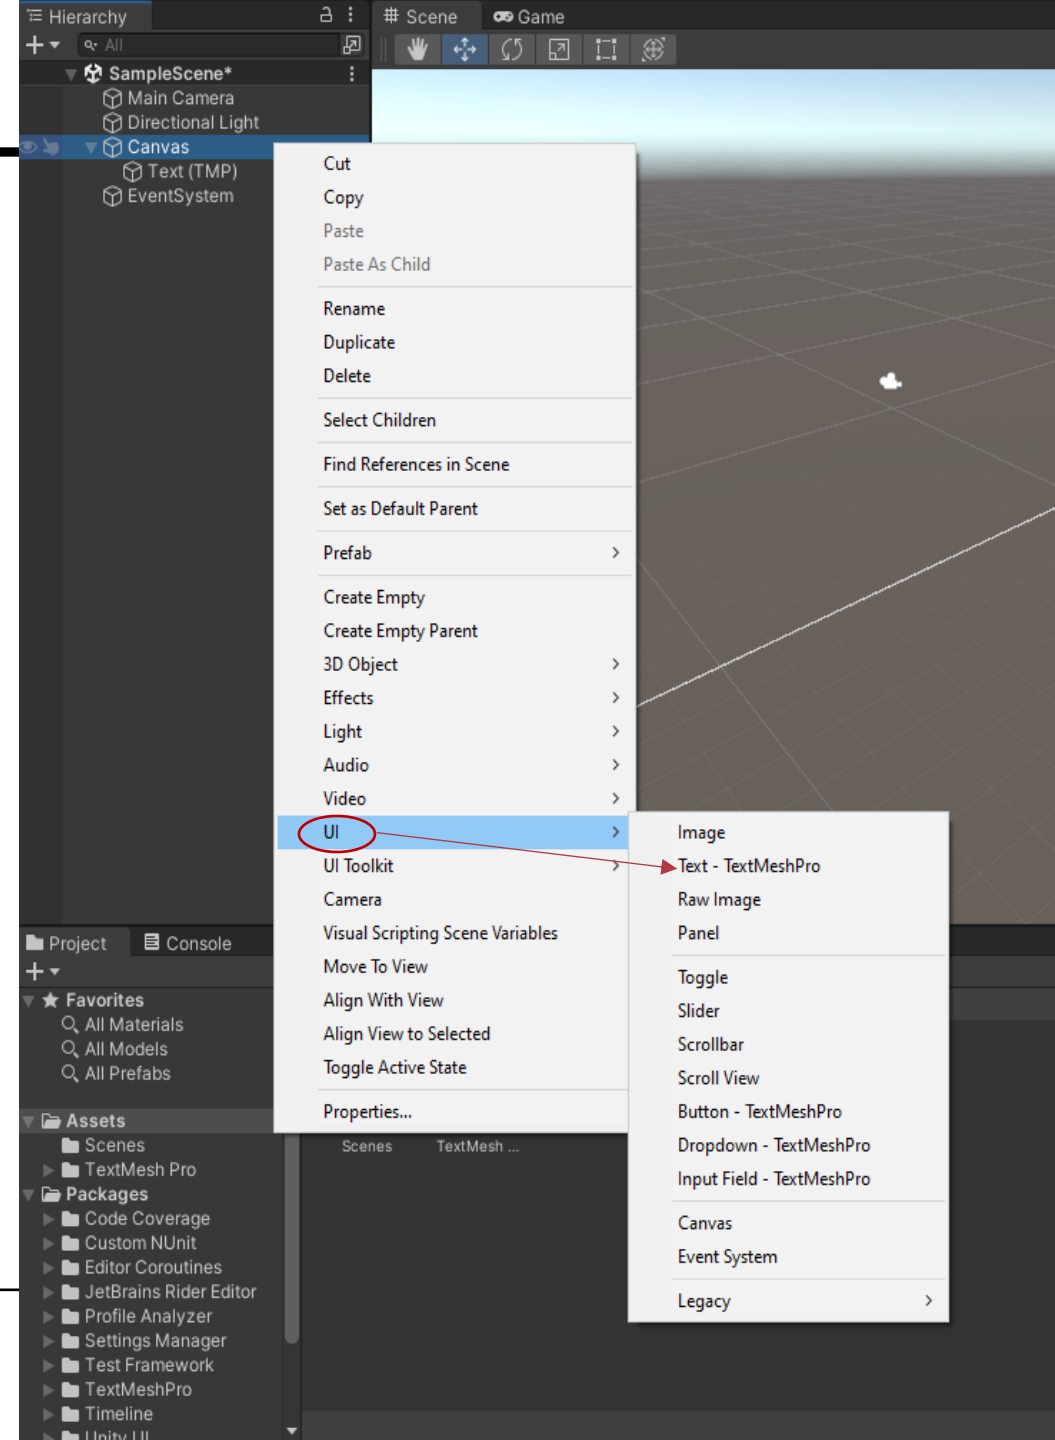 Hierarchy
Scene
Game
All
SampleScene*
Main Camera
Directional Light
Canvas
Text (TMP)
EventSystem
Cut
Copy
Paste
Paste As Child
Rename
Duplicate
Delete
Select Children
Find References in Scene
Set as Default Parent
Prefab
Create Empty
Create Empty Parent
3D Object
Effects
Light
Audio
Video
UI
UI Toolkit
Camera
Visual Scripting Scene Variables
Move To View
Align With View
Align View to Selected
Toggle Active State
Properties...
Image
Text - TextMeshPro
Raw Image
Panel
Toggle
Slider
Scrollbar
Scroll View
Button - TextMeshPro
Dropdown - TextMeshPro
Input Field - TextMeshPro
Canvas
Event System
Legacy
Project
Console
Favorites
All Materials
All Models
All Prefabs
Assets
Scenes
TextMesh Pro
Packages
Code Coverage
Custom NUnit
Editor Coroutines
JetBrains Rider Editor
Profile Analyzer
Settings Manager
Test Framework
TextMeshPro
Timeline
Unity UI
Scenes
TextMesh ...